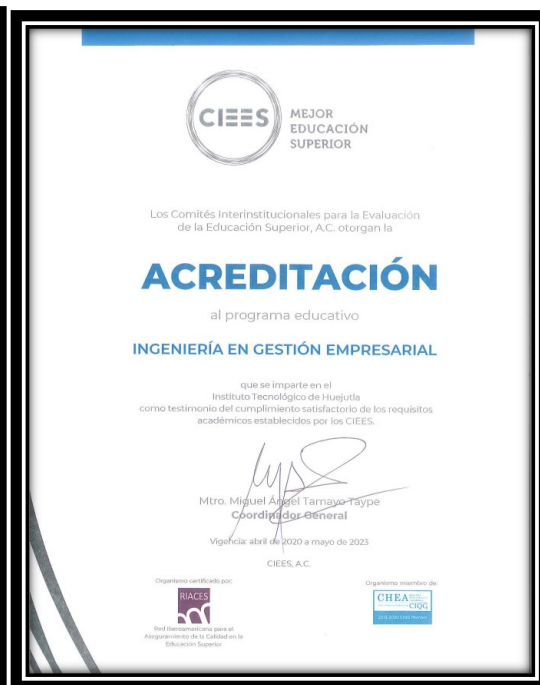 CIEES
MEJOR
EDUCACIÓN
SUPERIOR
Los Comités Interinstitucionales para la Evaluación
de la Educación Superior, A.C. otorgan la
ACREDITACIÓN
al programa educativo
INGENIERÍA EN GESTIÓN EMPRESARIAL
que se imparte en el
Instituto Tecnológico de Huejutla
como testimonio del cumplimiento satisfactorio de los requisitos
académicos establecidos por los CIEES.
Mtro. Miguel Ángel Tamayo Taype
Coordinador General
Vigencia: abril de 2020 a mayo de 2023
CIEES, A.C.
Organismo certificado por:
RIACES
Red Iberoamericana para el
Aseguramiento de la Calidad en la
Educación Superior
Organismo miembro de:
CHEA
CIQG